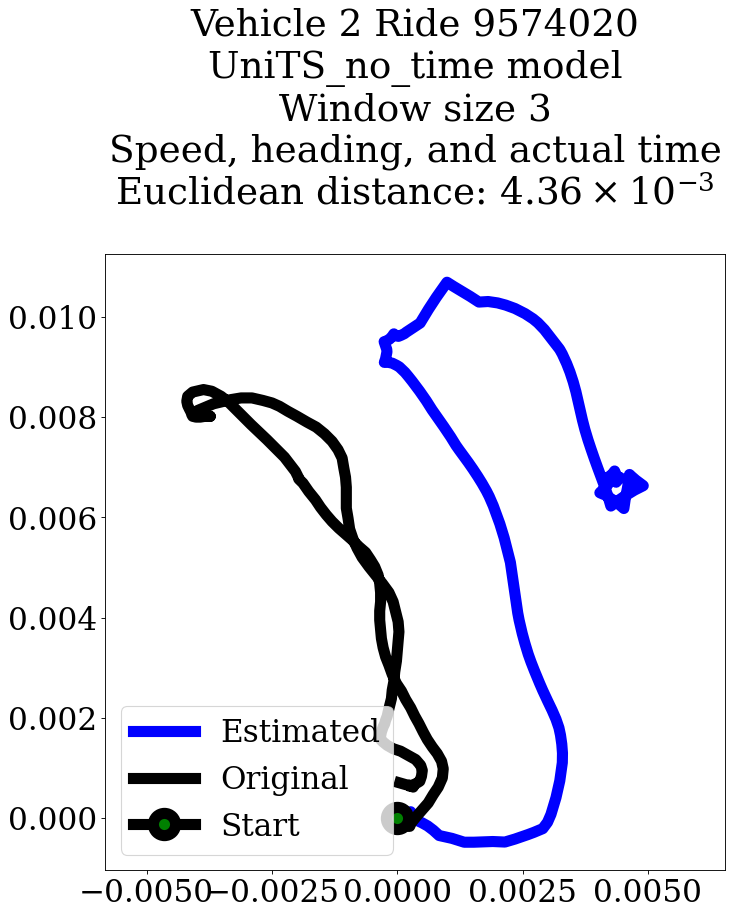 Vehicle 2 Ride 9574020
UniTS_no_time model
Window size 3
Speed, heading, and actual time
Euclidean distance: 4.36 × 10⁻³
0.010
0.008
0.006
0.004
0.002
0.000
Estimated
Original
Start
−0.0050
−0.0025
0.0000
0.0025
0.0050